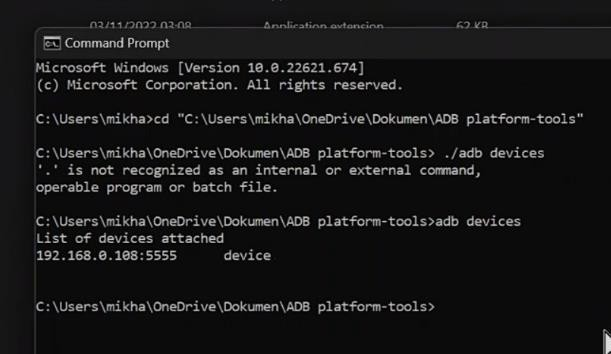 03/11/2022 03:08 Application extension 62 KB
Command Prompt
Microsoft Windows [Version 10.0.22621.674]
(c) Microsoft Corporation. All rights reserved.
C:\Users\mikha>cd "C:\Users\mikha\OneDrive\Dokumen\ADB platform-tools"
C:\Users\mikha\OneDrive\Dokumen\ADB platform-tools> ./adb devices
'.' is not recognized as an internal or external command,
operable program or batch file.
C:\Users\mikha\OneDrive\Dokumen\ADB platform-tools>adb devices
List of devices attached
192.168.0.108:5555 device
C:\Users\mikha\OneDrive\Dokumen\ADB platform-tools>